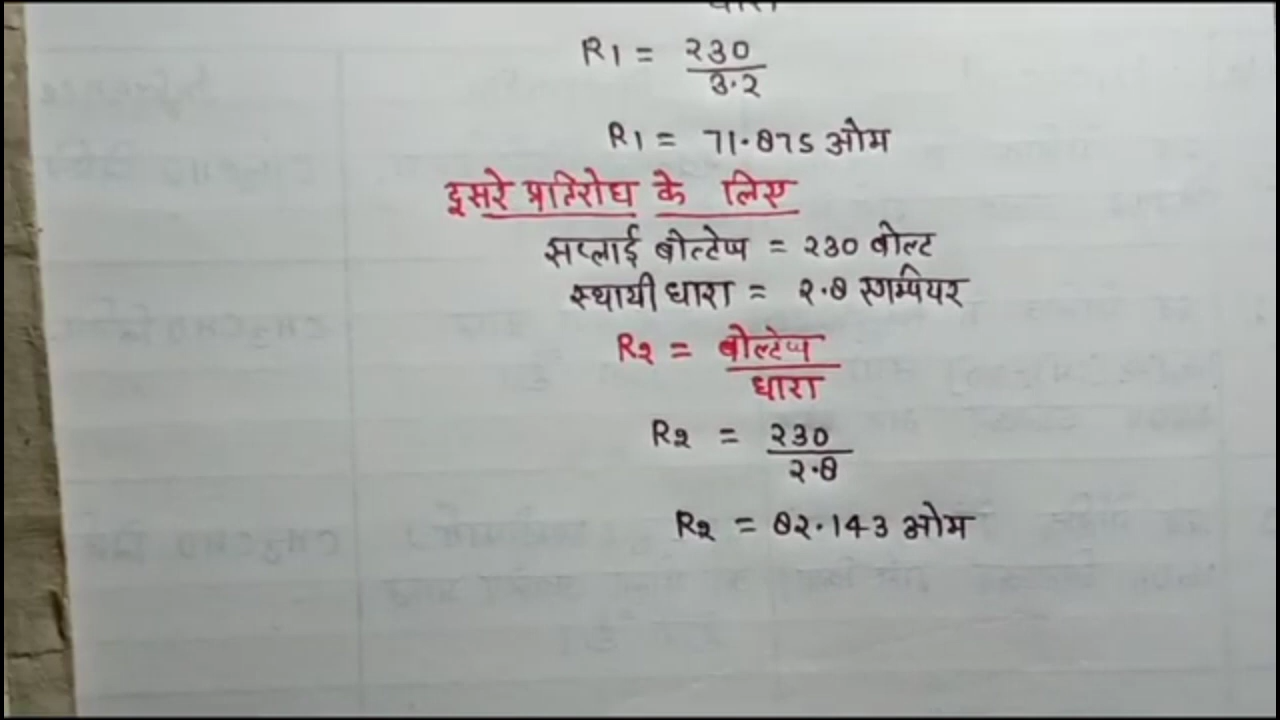 धारा
R1 = 230
3.2
R1 = 71.875 ओम
दूसरे प्रतिरोध के लिए
सप्लाई वोल्टेज = 230 वोल्ट
स्थायी धारा = 2.8 एम्पियर
R2 = वोल्टेज
धारा
R2 = 230
2.8
R2 = 82.143 ओम